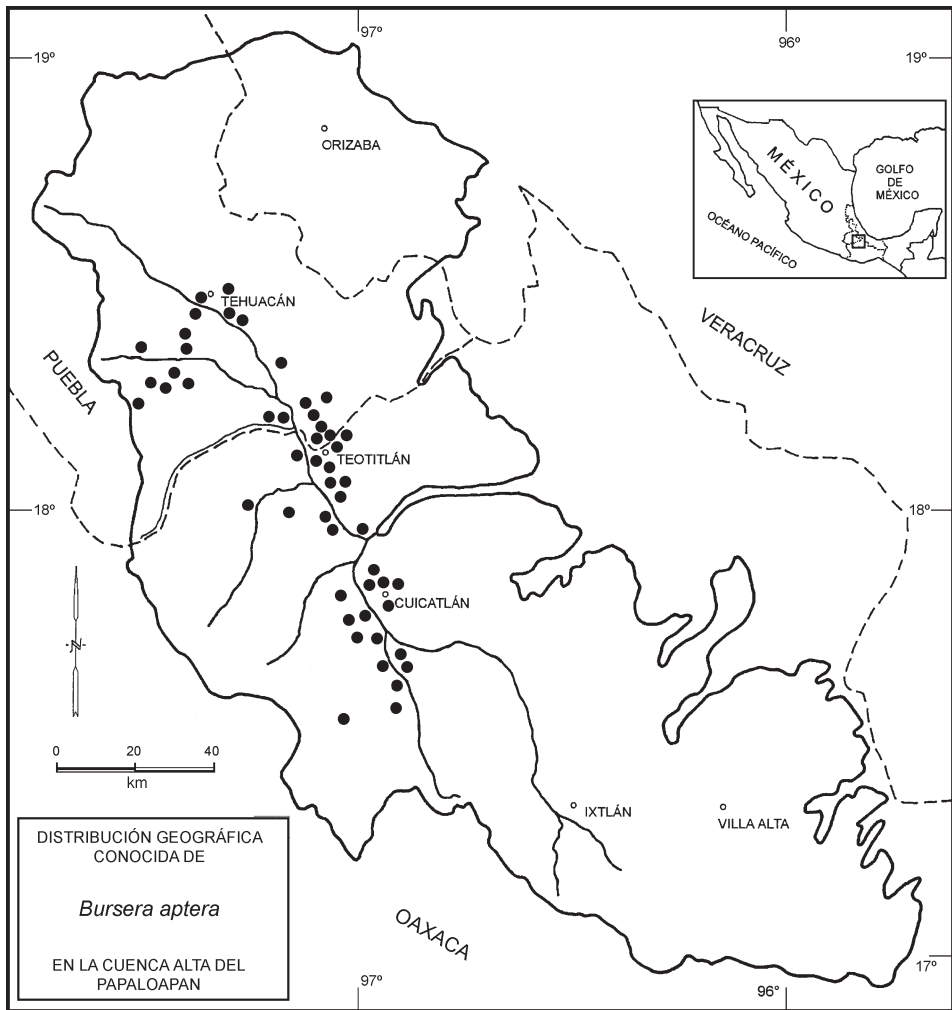 97º
96º
19º
19º
ORIZABA
MÉXICO
GOLFO
DE
MÉXICO
OCÉANO PACÍFICO
TEHUACÁN
VERACRUZ
PUEBLA
TEOTITLÁN
18º
18º
CUICATLÁN
N
0 20 40
km
IXTLÁN
VILLA ALTA
DISTRIBUCIÓN GEOGRÁFICA
CONOCIDA DE
Bursera aptera
EN LA CUENCA ALTA DEL
PAPALOAPAN
OAXACA
17º
97º
96º